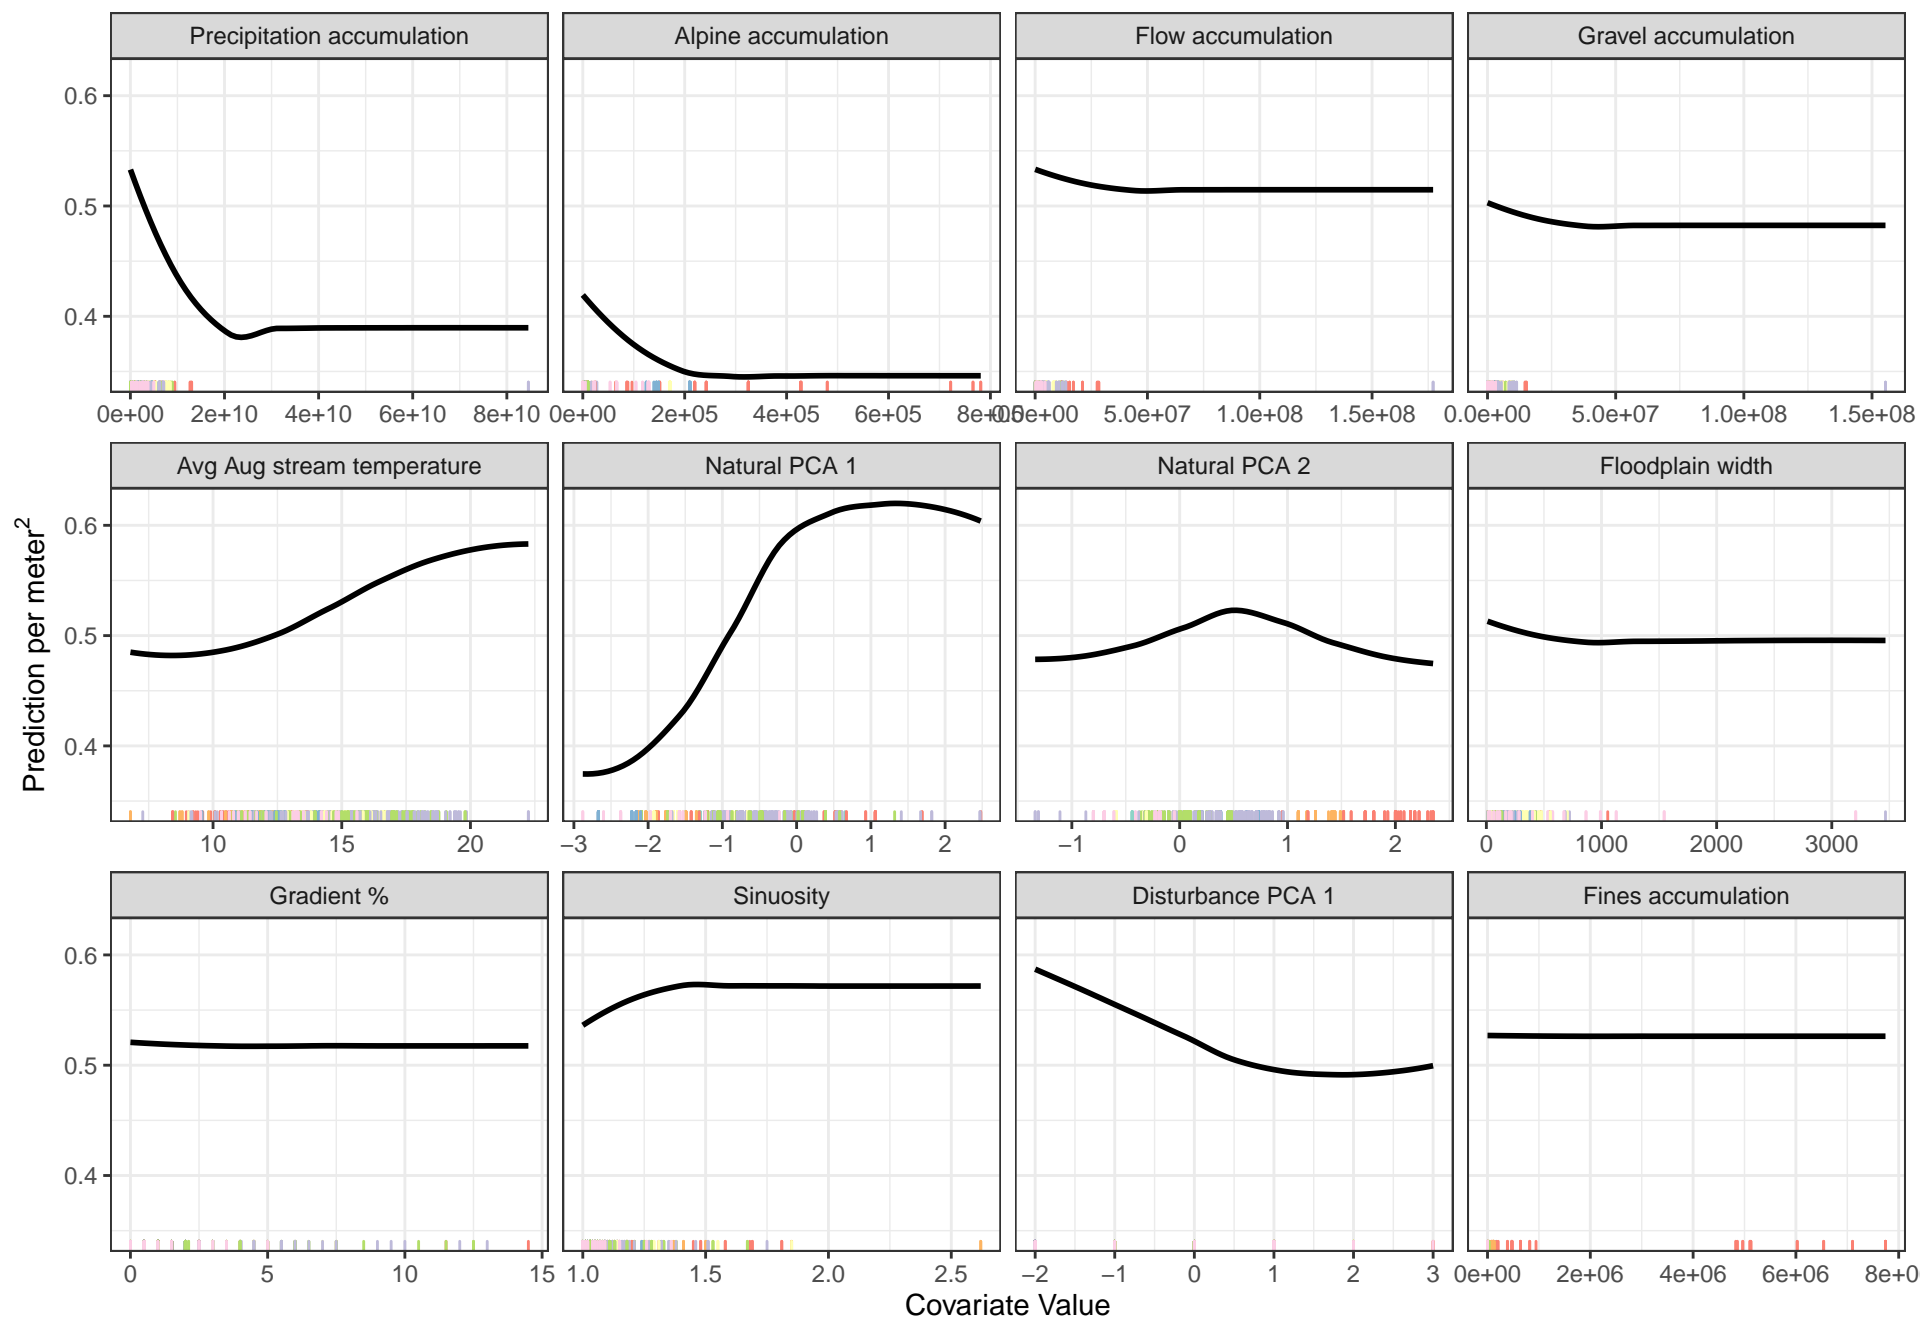 Precipitation accumulation Alpine accumulation Flow accumulation Gravel accumulation
0.6
0.5
0.4
0e+00 2e+10 4e+10 6e+10 8e+10 0e+00 2e+05 4e+05 6e+05 8e+05 0.0e+00 5.0e+07 1.0e+08 1.5e+08 0.0e+00 5.0e+07 1.0e+08 1.5e+08
Avg Aug stream temperature Natural PCA 1 Natural PCA 2 Floodplain width
0.6
0.5
0.4
10 15 20 −3 −2 −1 0 1 2 −1 0 1 2 0 1000 2000 3000
Prediction per meter²
Gradient % Sinuosity Disturbance PCA 1 Fines accumulation
0.6
0.5
0.4
0 5 10 15 1.0 1.5 2.0 2.5 −2 −1 0 1 2 3 0e+00 2e+06 4e+06 6e+06 8e+0
Covariate Value